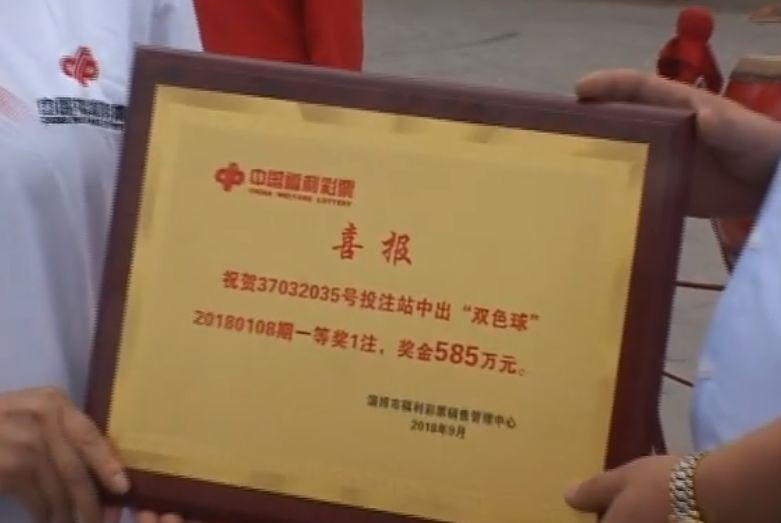 中国福利彩票
CHINA WELFARE LOTTERY
喜报
祝贺37032035号投注站中出“双色球”
20180108期一等奖1注，奖金585万元。
淄博市福利彩票销售管理中心
2018年9月